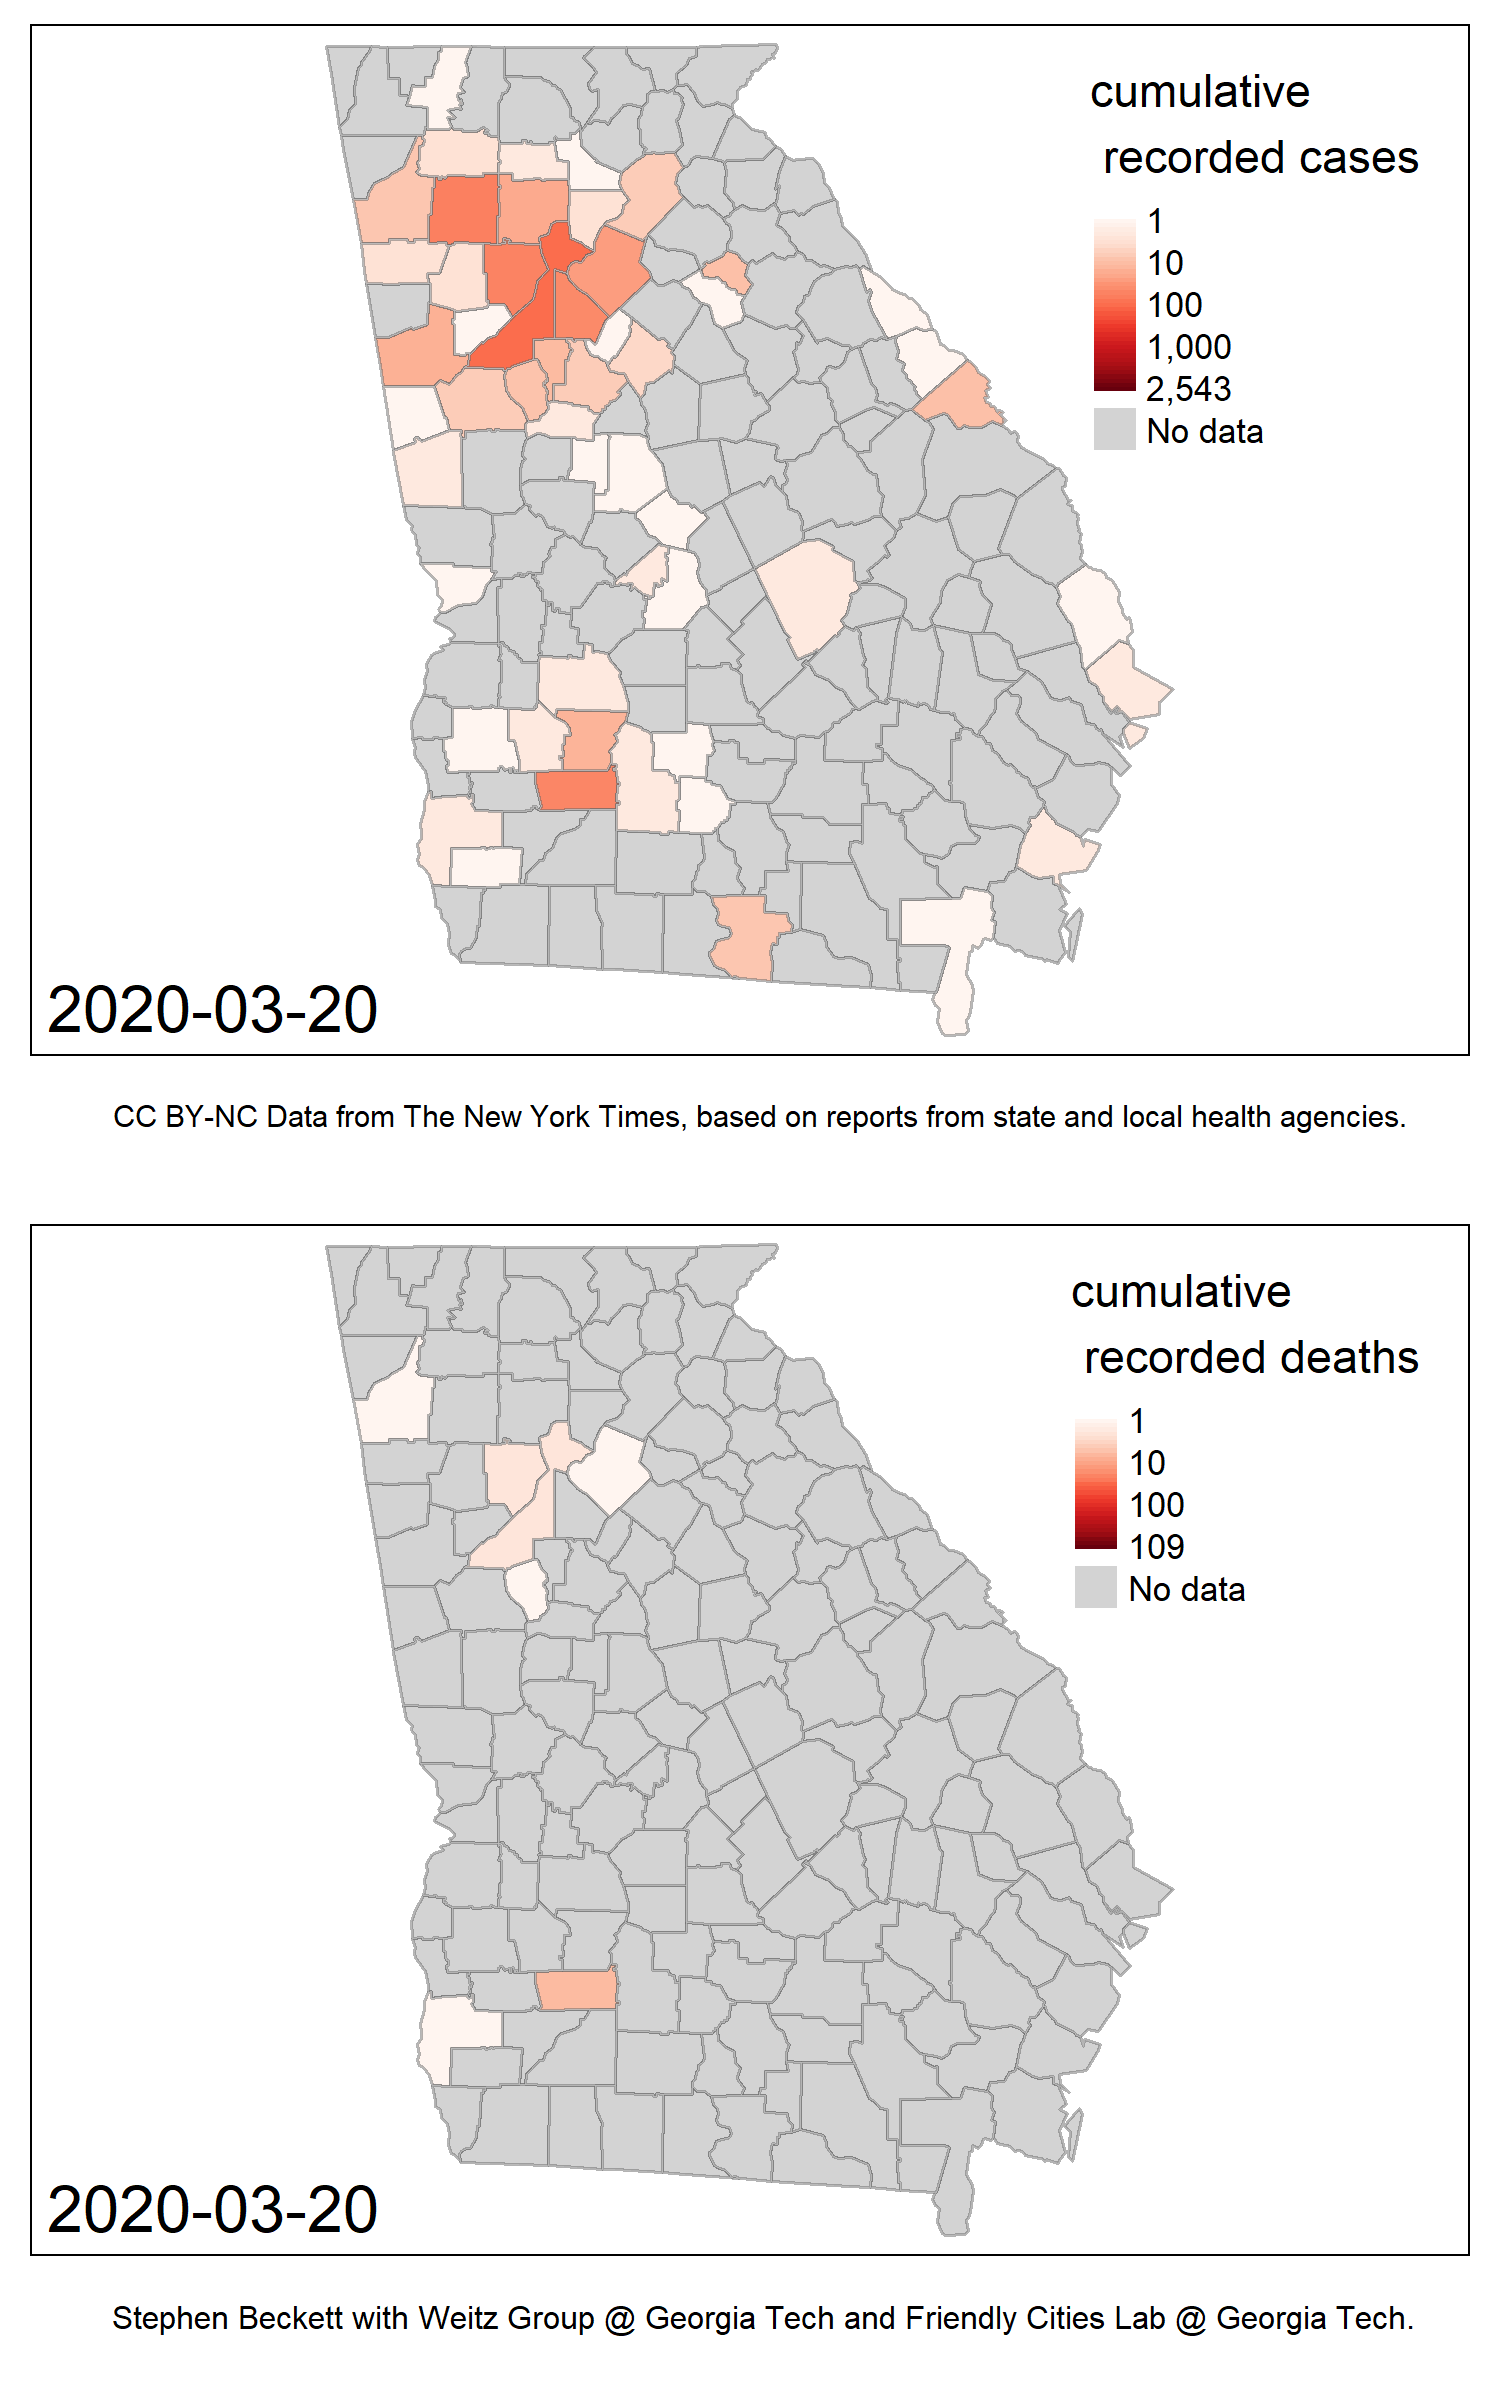 cumulative
recorded cases
1
10
100
1,000
2,543
No data
2020-03-20
CC BY-NC Data from The New York Times, based on reports from state and local health agencies.
cumulative
recorded deaths
1
10
100
109
No data
2020-03-20
Stephen Beckett with Weitz Group @ Georgia Tech and Friendly Cities Lab @ Georgia Tech.